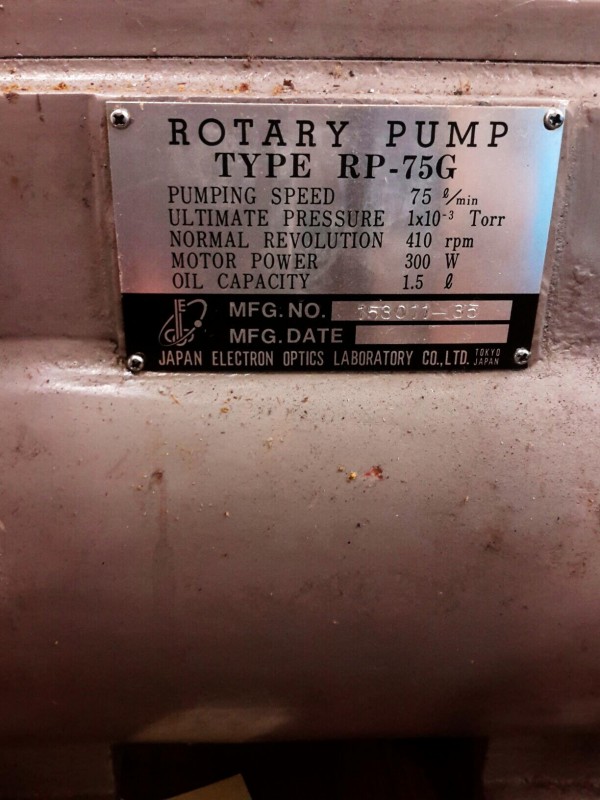 ROTARY PUMP
TYPE RP-75G
PUMPING SPEED 75 ℓ/min
ULTIMATE PRESSURE 1x10⁻³ Torr
NORMAL REVOLUTION 410 rpm
MOTOR POWER 300 W
OIL CAPACITY 1.5 ℓ
MFG. NO.
MFG. DATE
JAPAN ELECTRON OPTICS LABORATORY CO., LTD. TOKYO JAPAN